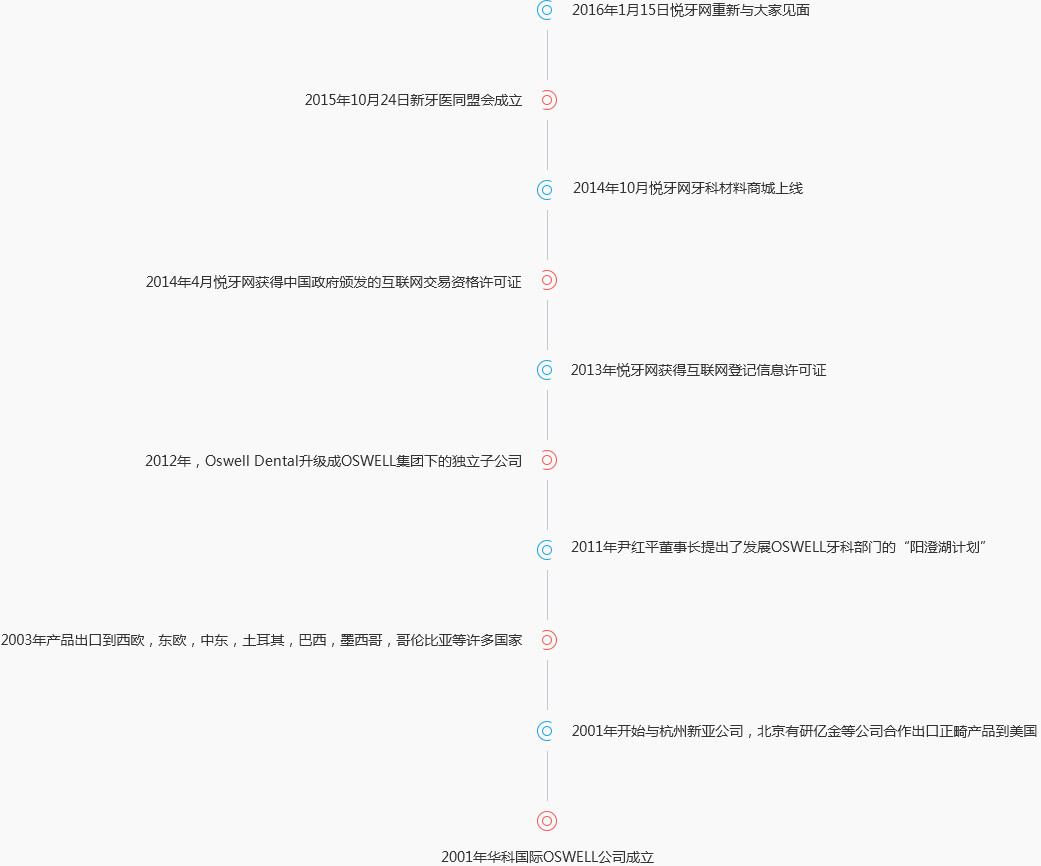 2016年1月15日悦牙网重新与大家见面
2015年10月24日新牙医同盟会成立
2014年10月悦牙网牙科材料商城上线
2014年4月悦牙网获得中国政府颁发的互联网交易资格许可证
2013年悦牙网获得互联网登记信息许可证
2012年，Oswell Dental升级成OSWELL集团下的独立子公司
2011年尹红平董事长提出了发展OSWELL牙科部门的“阳澄湖计划”
2003年产品出口到西欧，东欧，中东，土耳其，巴西，墨西哥，哥伦比亚等许多国家
2001年开始与杭州新亚公司，北京有研亿金等公司合作出口正畸产品到美国
2001年华科国际OSWELL公司成立